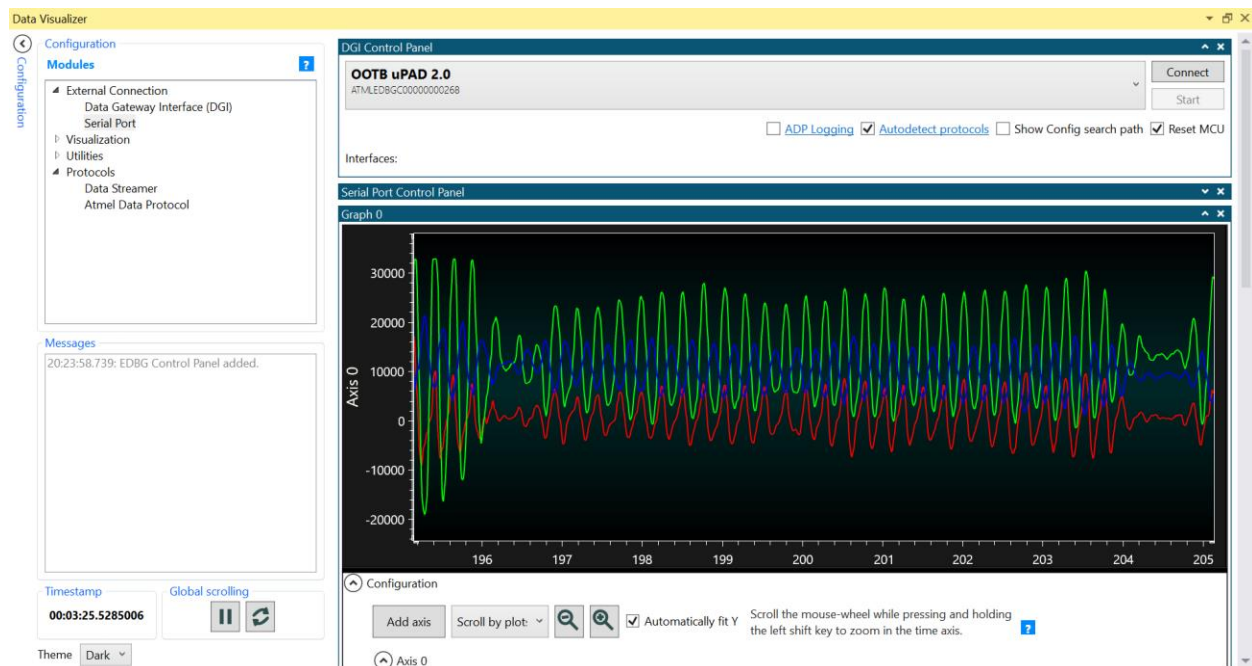 Data Visualizer
Configuration
Configuration
Modules
?
External Connection
Data Gateway Interface (DGI)
Serial Port
Visualization
Utilities
Protocols
Data Streamer
Atmel Data Protocol
Messages
20:23:58.739: EDBG Control Panel added.
Timestamp
Global scrolling
00:03:25.5285006
Theme
Dark
DGI Control Panel
OOTB uPAD 2.0
ATMLEDBGC00000000268
Connect
Start
ADP Logging
Autodetect protocols
Show Config search path
Reset MCU
Interfaces:
Serial Port Control Panel
Graph 0
Axis 0
30000
20000
10000
0
-10000
-20000
196 197 198 199 200 201 202 203 204 205
Configuration
Add axis
Scroll by plot:
Automatically fit Y
Scroll the mouse-wheel while pressing and holding
the left shift key to zoom in the time axis.
?
Axis 0